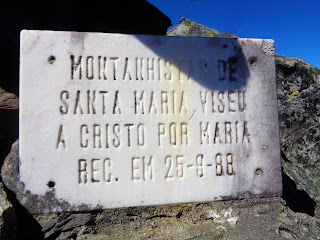 MONTANHISTAS DE
SANTA MARIA, VISEU
A CRISTO POR MARIA
REC. EM 25-9-88